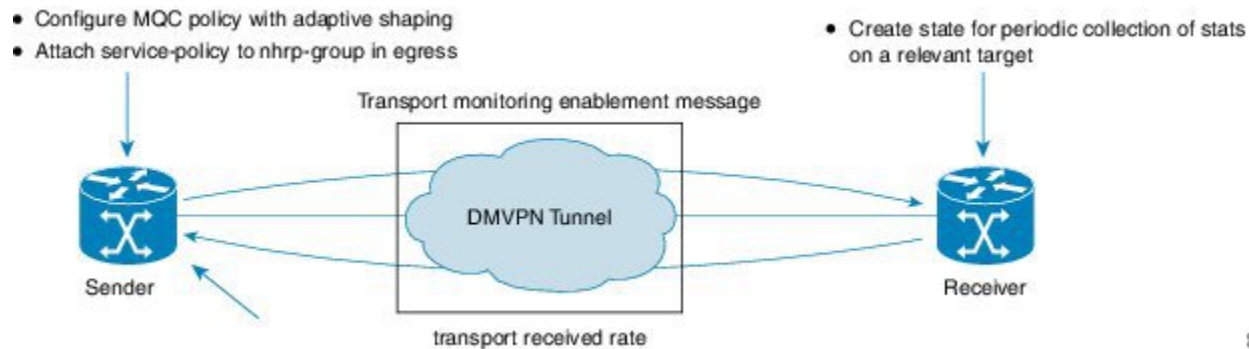 • Configure MQC policy with adaptive shaping
• Attach service-policy to nhrp-group in egress
• Create state for periodic collection of stats
on a relevant target
Transport monitoring enablement message
DMVPN Tunnel
Sender
Receiver
transport received rate